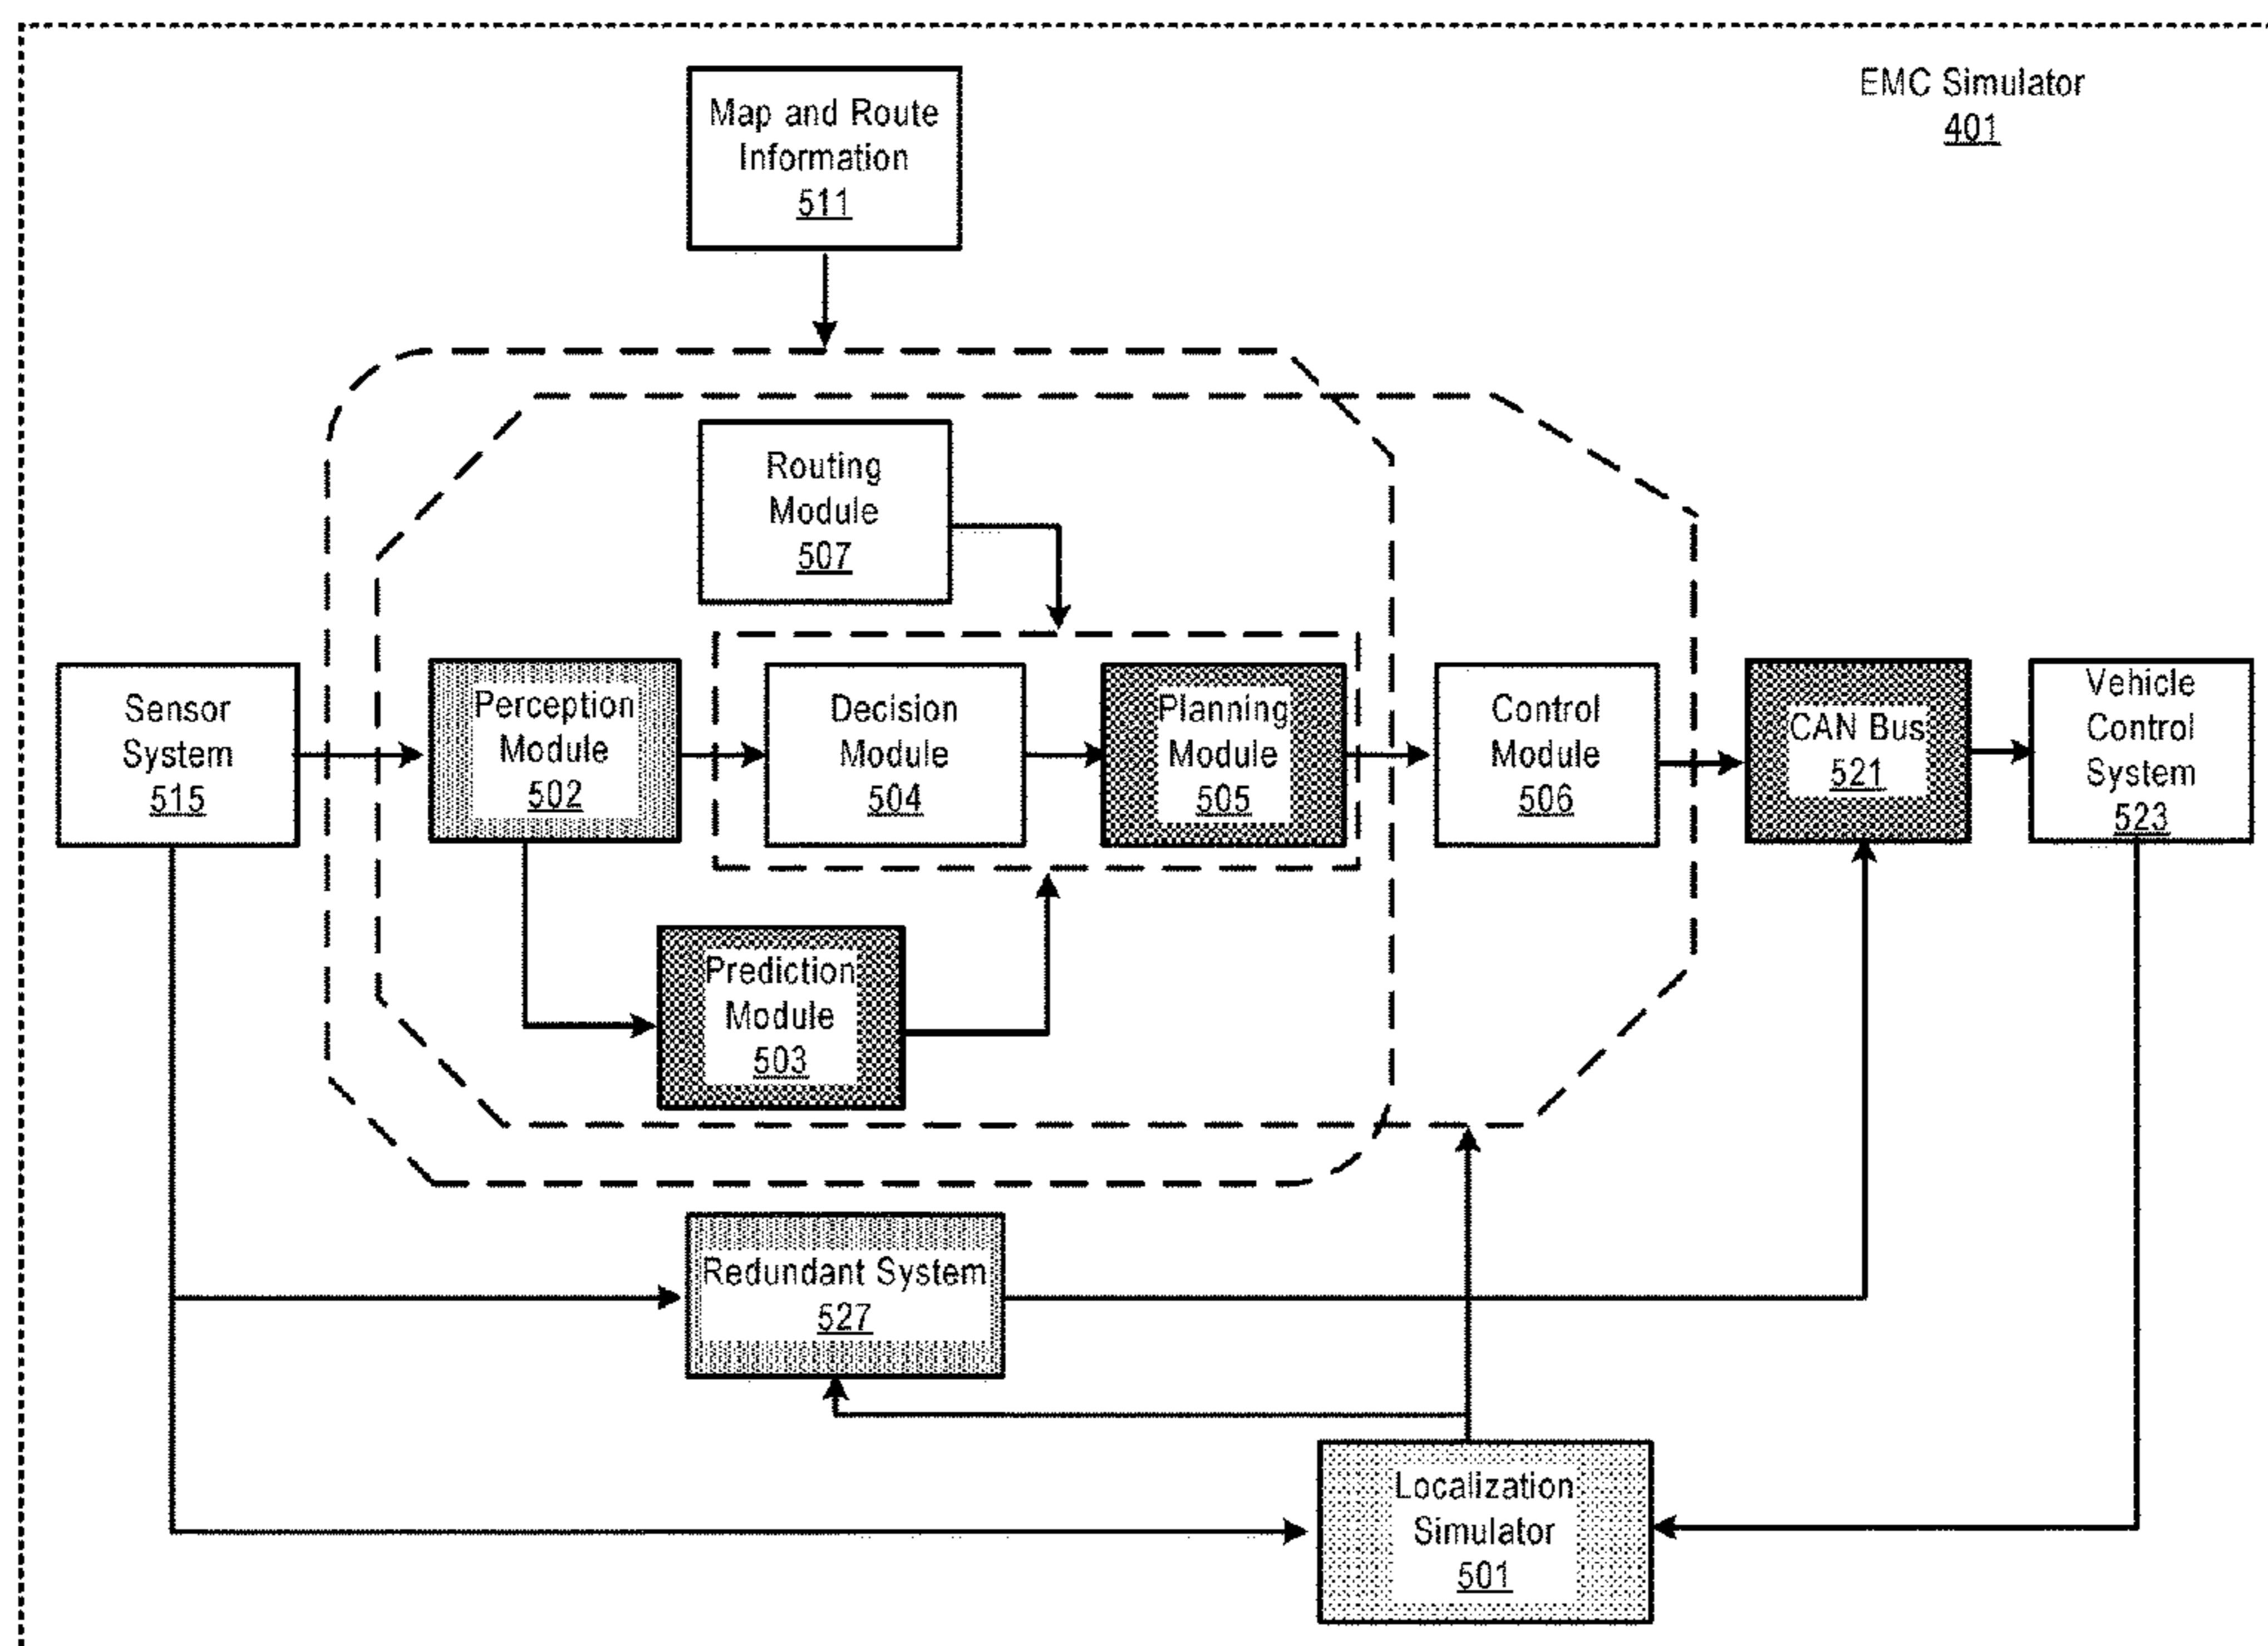 EMC Simulator
401
Map and Route
Information
511
Routing
Module
507
Sensor
System
515
Perception
Module
502
Decision
Module
504
Planning
Module
505
Control
Module
506
CAN Bus
521
Vehicle
Control
System
523
Prediction
Module
503
Redundant System
527
Localization
Simulator
501